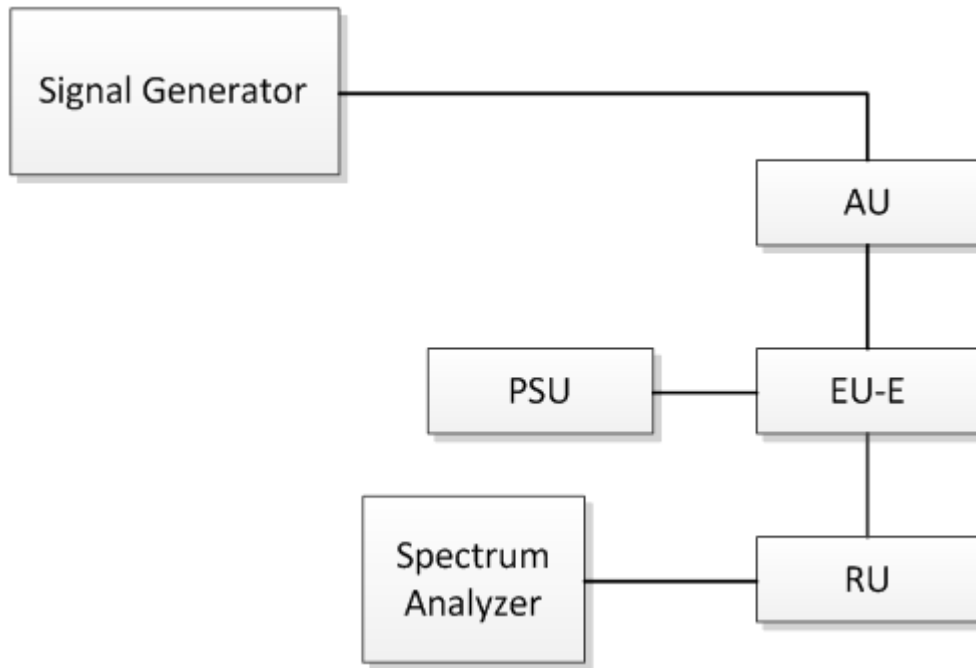 Signal Generator
AU
PSU
EU-E
Spectrum
Analyzer
RU